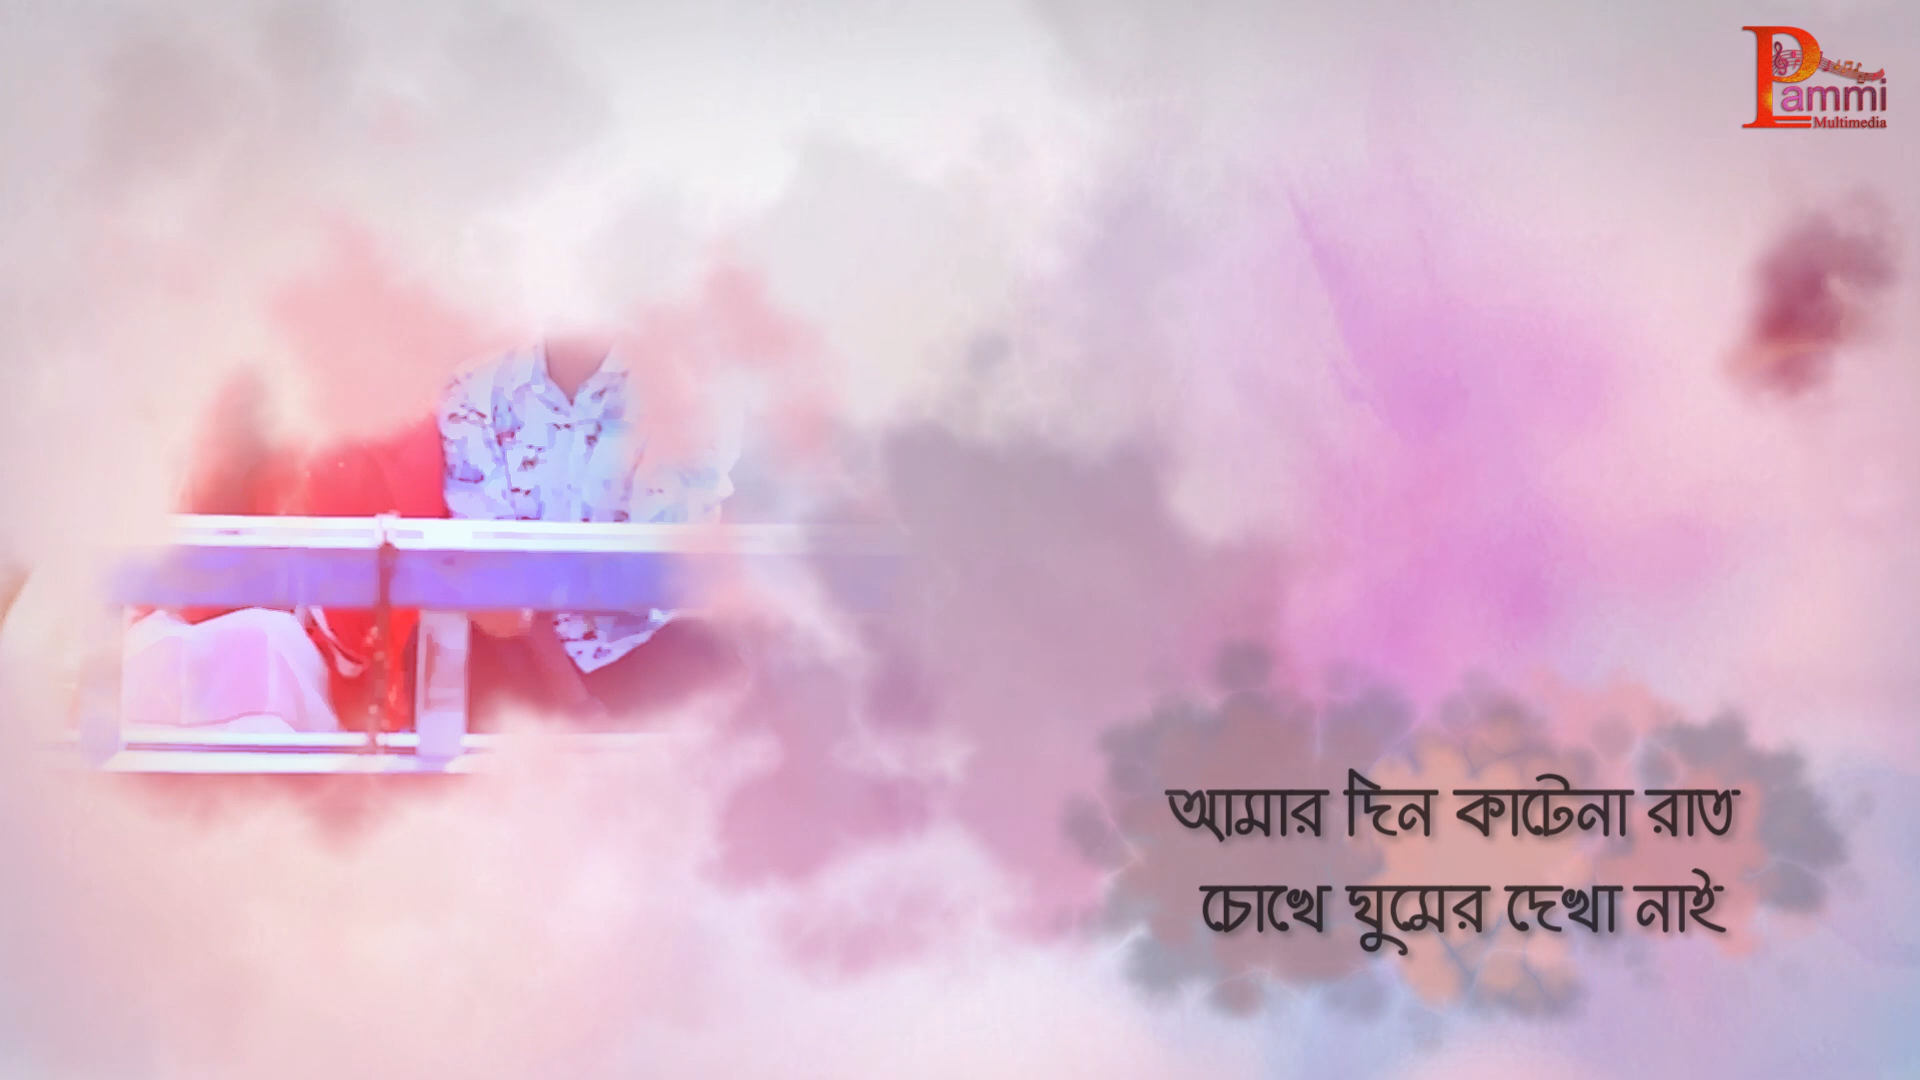 Pammi
Multimedia
আমার দিন কাটেনা রাত
চোখে ঘুমের দেখা নাই